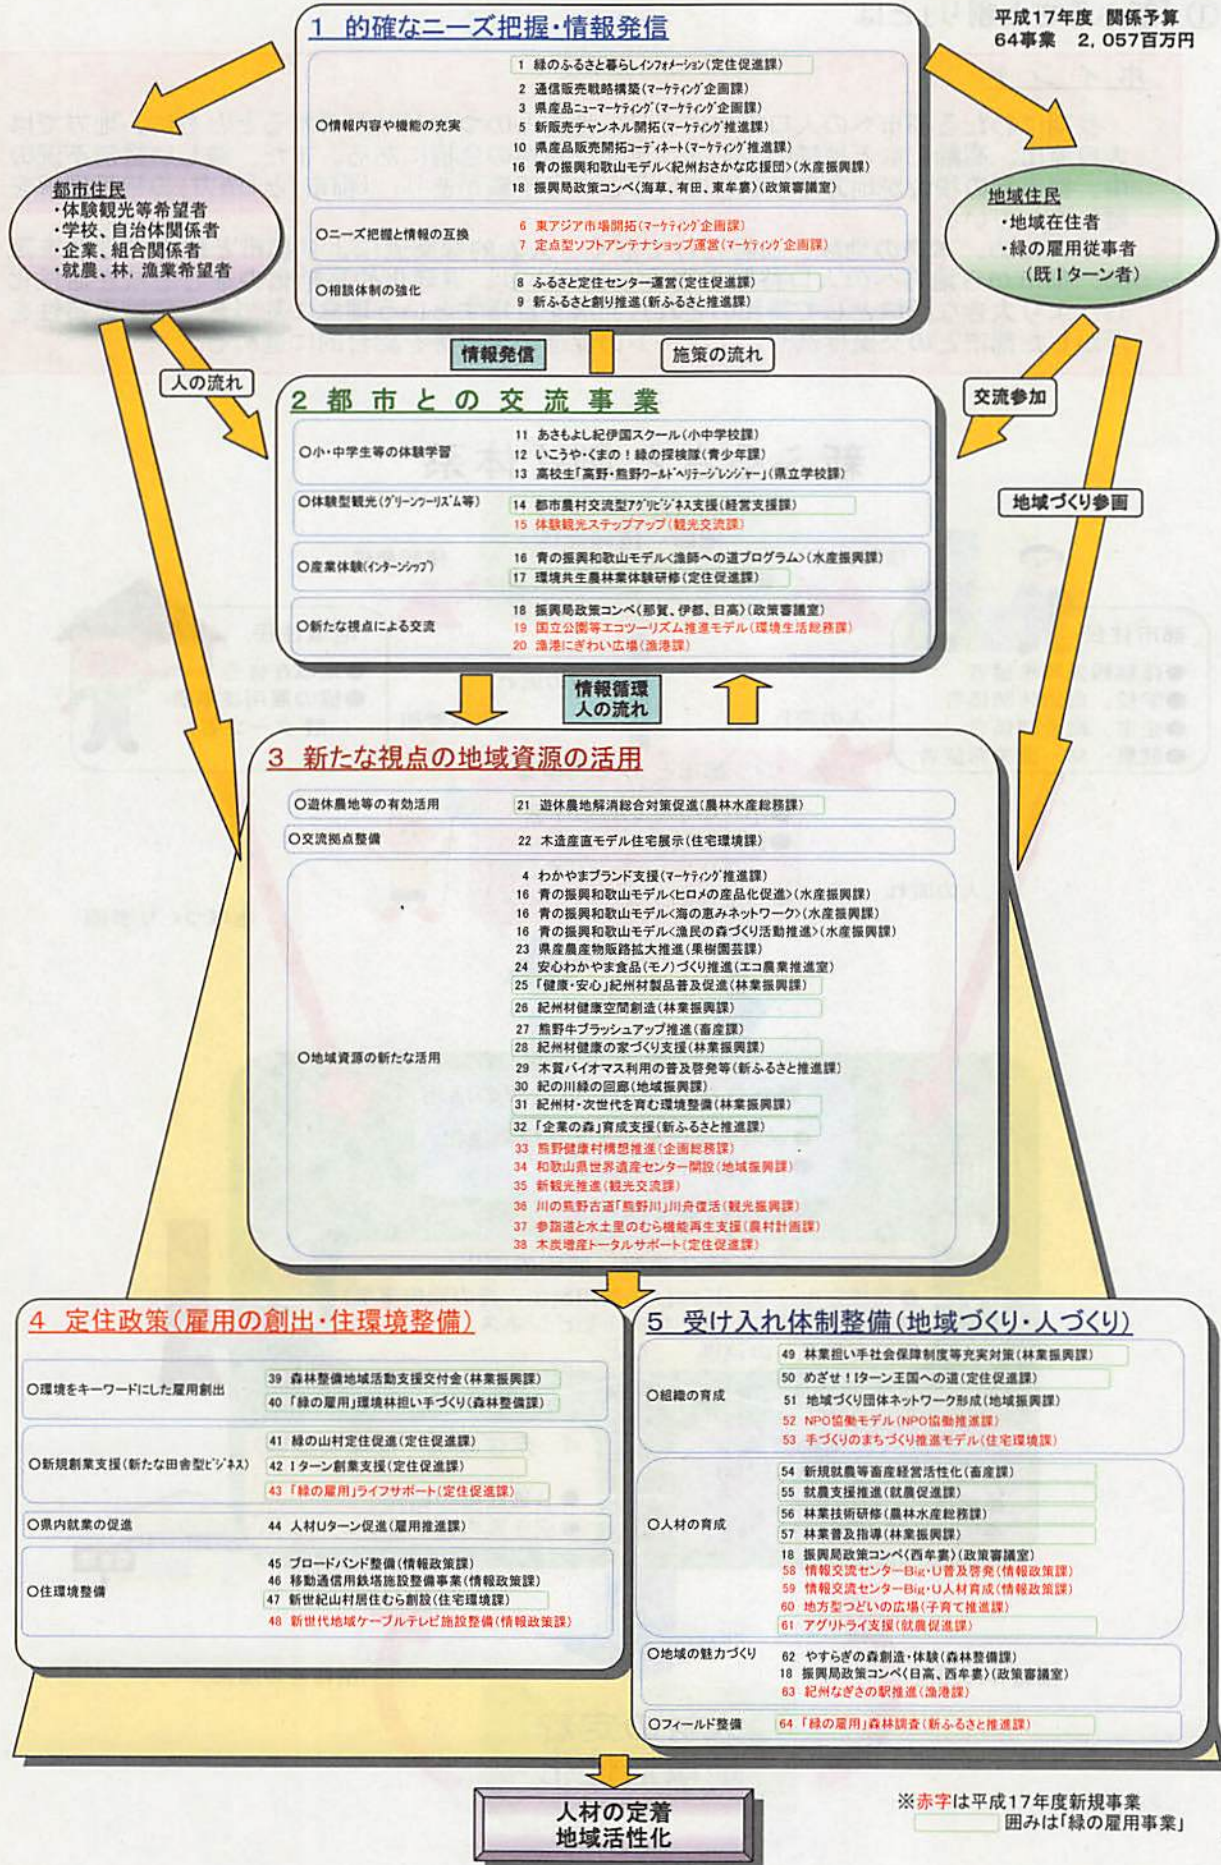 平成17年度 関係予算
64事業 2,057百万円
1 的確なニーズ把握・情報発信
○情報内容や機能の充実
1 緑のふるさと暮らしインフォメーション(定住促進課)
2 通信販売戦略構築(マーケティング企画課)
3 県産品ニューマーケティング(マーケティング企画課)
5 新販売チャンネル開拓(マーケティング推進課)
10 県産品販売開拓コーディネート(マーケティング推進課)
16 青の振興和歌山モデル<紀州おさかな応援団>(水産振興課)
18 振興局政策コンペ(海草、有田、東牟婁)(政策審議室)
○ニーズ把握と情報の互換
6 東アジア市場開拓(マーケティング企画課)
7 定点型ソフトアンテナショップ運営(マーケティング企画課)
○相談体制の強化
8 ふるさと定住センター運営(定住促進課)
9 新ふるさと創り推進(新ふるさと推進課)
都市住民
・体験観光等希望者
・学校、自治体関係者
・企業、組合関係者
・就農、林,漁業希望者
地域住民
・地域在住者
・緑の雇用従事者
(既Iターン者)
情報発信
施策の流れ
人の流れ
交流参加
地域づくり参画
2 都市との交流事業
○小・中学生等の体験学習
11 あさもよし紀伊国スクール(小中学校課)
12 いこうや・くまの!緑の探検隊(青少年課)
13 高校生「高野・熊野ワールドヘリテージレンジャー」(県立学校課)
○体験型観光(グリーンツーリズム等)
14 都市農村交流型アグリビジネス支援(経営支援課)
15 体験観光ステップアップ(観光交流課)
○産業体験(インターンシップ)
16 青の振興和歌山モデル<漁師への道プログラム>(水産振興課)
17 環境共生農林業体験研修(定住促進課)
○新たな視点による交流
18 振興局政策コンペ(那賀、伊都、日高)(政策審議室)
19 国立公園等エコツーリズム推進モデル(環境生活総務課)
20 漁港にぎわい広場(漁港課)
情報循環
人の流れ
3 新たな視点の地域資源の活用
○遊休農地等の有効活用
21 遊休農地解消総合対策促進(農林水産総務課)
○交流拠点整備
22 木造産直モデル住宅展示(住宅環境課)
○地域資源の新たな活用
4 わかやまブランド支援(マーケティング推進課)
16 青の振興和歌山モデル<ヒロメの産品化促進>(水産振興課)
16 青の振興和歌山モデル<海の恵みネットワーク>(水産振興課)
16 青の振興和歌山モデル<漁民の森づくり活動推進>(水産振興課)
23 県産農産物販路拡大推進(果樹園芸課)
24 安心わかやま食品(モノ)づくり推進(エコ農業推進室)
25 「健康・安心」紀州材製品普及促進(林業振興課)
26 紀州材健康空間創造(林業振興課)
27 熊野牛ブラッシュアップ推進(畜産課)
28 紀州材健康の家づくり支援(林業振興課)
29 木質バイオマス利用の普及啓発等(新ふるさと推進課)
30 紀の川緑の回廊(地域振興課)
31 紀州材・次世代を育む環境整備(林業振興課)
32 「企業の森」育成支援(新ふるさと推進課)
33 熊野健康村構想推進(企画総務課)
34 和歌山県世界遺産センター開設(地域振興課)
35 新観光推進(観光交流課)
36 川の熊野古道「熊野川」川舟復活(観光振興課)
37 参詣道と水土里のむら機能再生支援(農村計画課)
38 木炭増産トータルサポート(定住促進課)
4 定住政策(雇用の創出・住環境整備)
○環境をキーワードにした雇用創出
39 森林整備地域活動支援交付金(林業振興課)
40 「緑の雇用」環境林担い手づくり(森林整備課)
○新規創業支援(新たな田舎型ビジネス)
41 緑の山村定住促進(定住促進課)
42 Iターン創業支援(定住促進課)
43 「緑の雇用」ライフサポート(定住促進課)
○県内就業の促進
44 人材Uターン促進(雇用推進課)
○住環境整備
45 ブロードバンド整備(情報政策課)
46 移動通信用鉄塔施設整備事業(情報政策課)
47 新世紀山村居住むら創設(住宅環境課)
48 新世代地域ケーブルテレビ施設整備(情報政策課)
5 受け入れ体制整備(地域づくり・人づくり)
○組織の育成
49 林業担い手社会保障制度等充実対策(林業振興課)
50 めざせ!Iターン王国への道(定住促進課)
51 地域づくり団体ネットワーク形成(地域振興課)
52 NPO協働モデル(NPO協働推進課)
53 手づくりのまちづくり推進モデル(住宅環境課)
○人材の育成
54 新規就農等畜産経営活性化(畜産課)
55 就農支援推進(就農促進課)
56 林業技術研修(農林水産総務課)
57 林業普及指導(林業振興課)
18 振興局政策コンペ(西牟婁)(政策審議室)
58 情報交流センターBig・U普及啓発(情報政策課)
59 情報交流センターBig・U人材育成(情報政策課)
60 地方型つどいの広場(子育て推進課)
61 アグリトライ支援(就農促進課)
○地域の魅力づくり
62 やすらぎの森創造・体験(森林整備課)
18 振興局政策コンペ(日高、西牟婁)(政策審議室)
63 紀州なぎさの駅推進(漁港課)
○フィールド整備
64 「緑の雇用」森林調査(新ふるさと推進課)
人材の定着
地域活性化
※赤字は平成17年度新規事業
囲みは「緑の雇用事業」